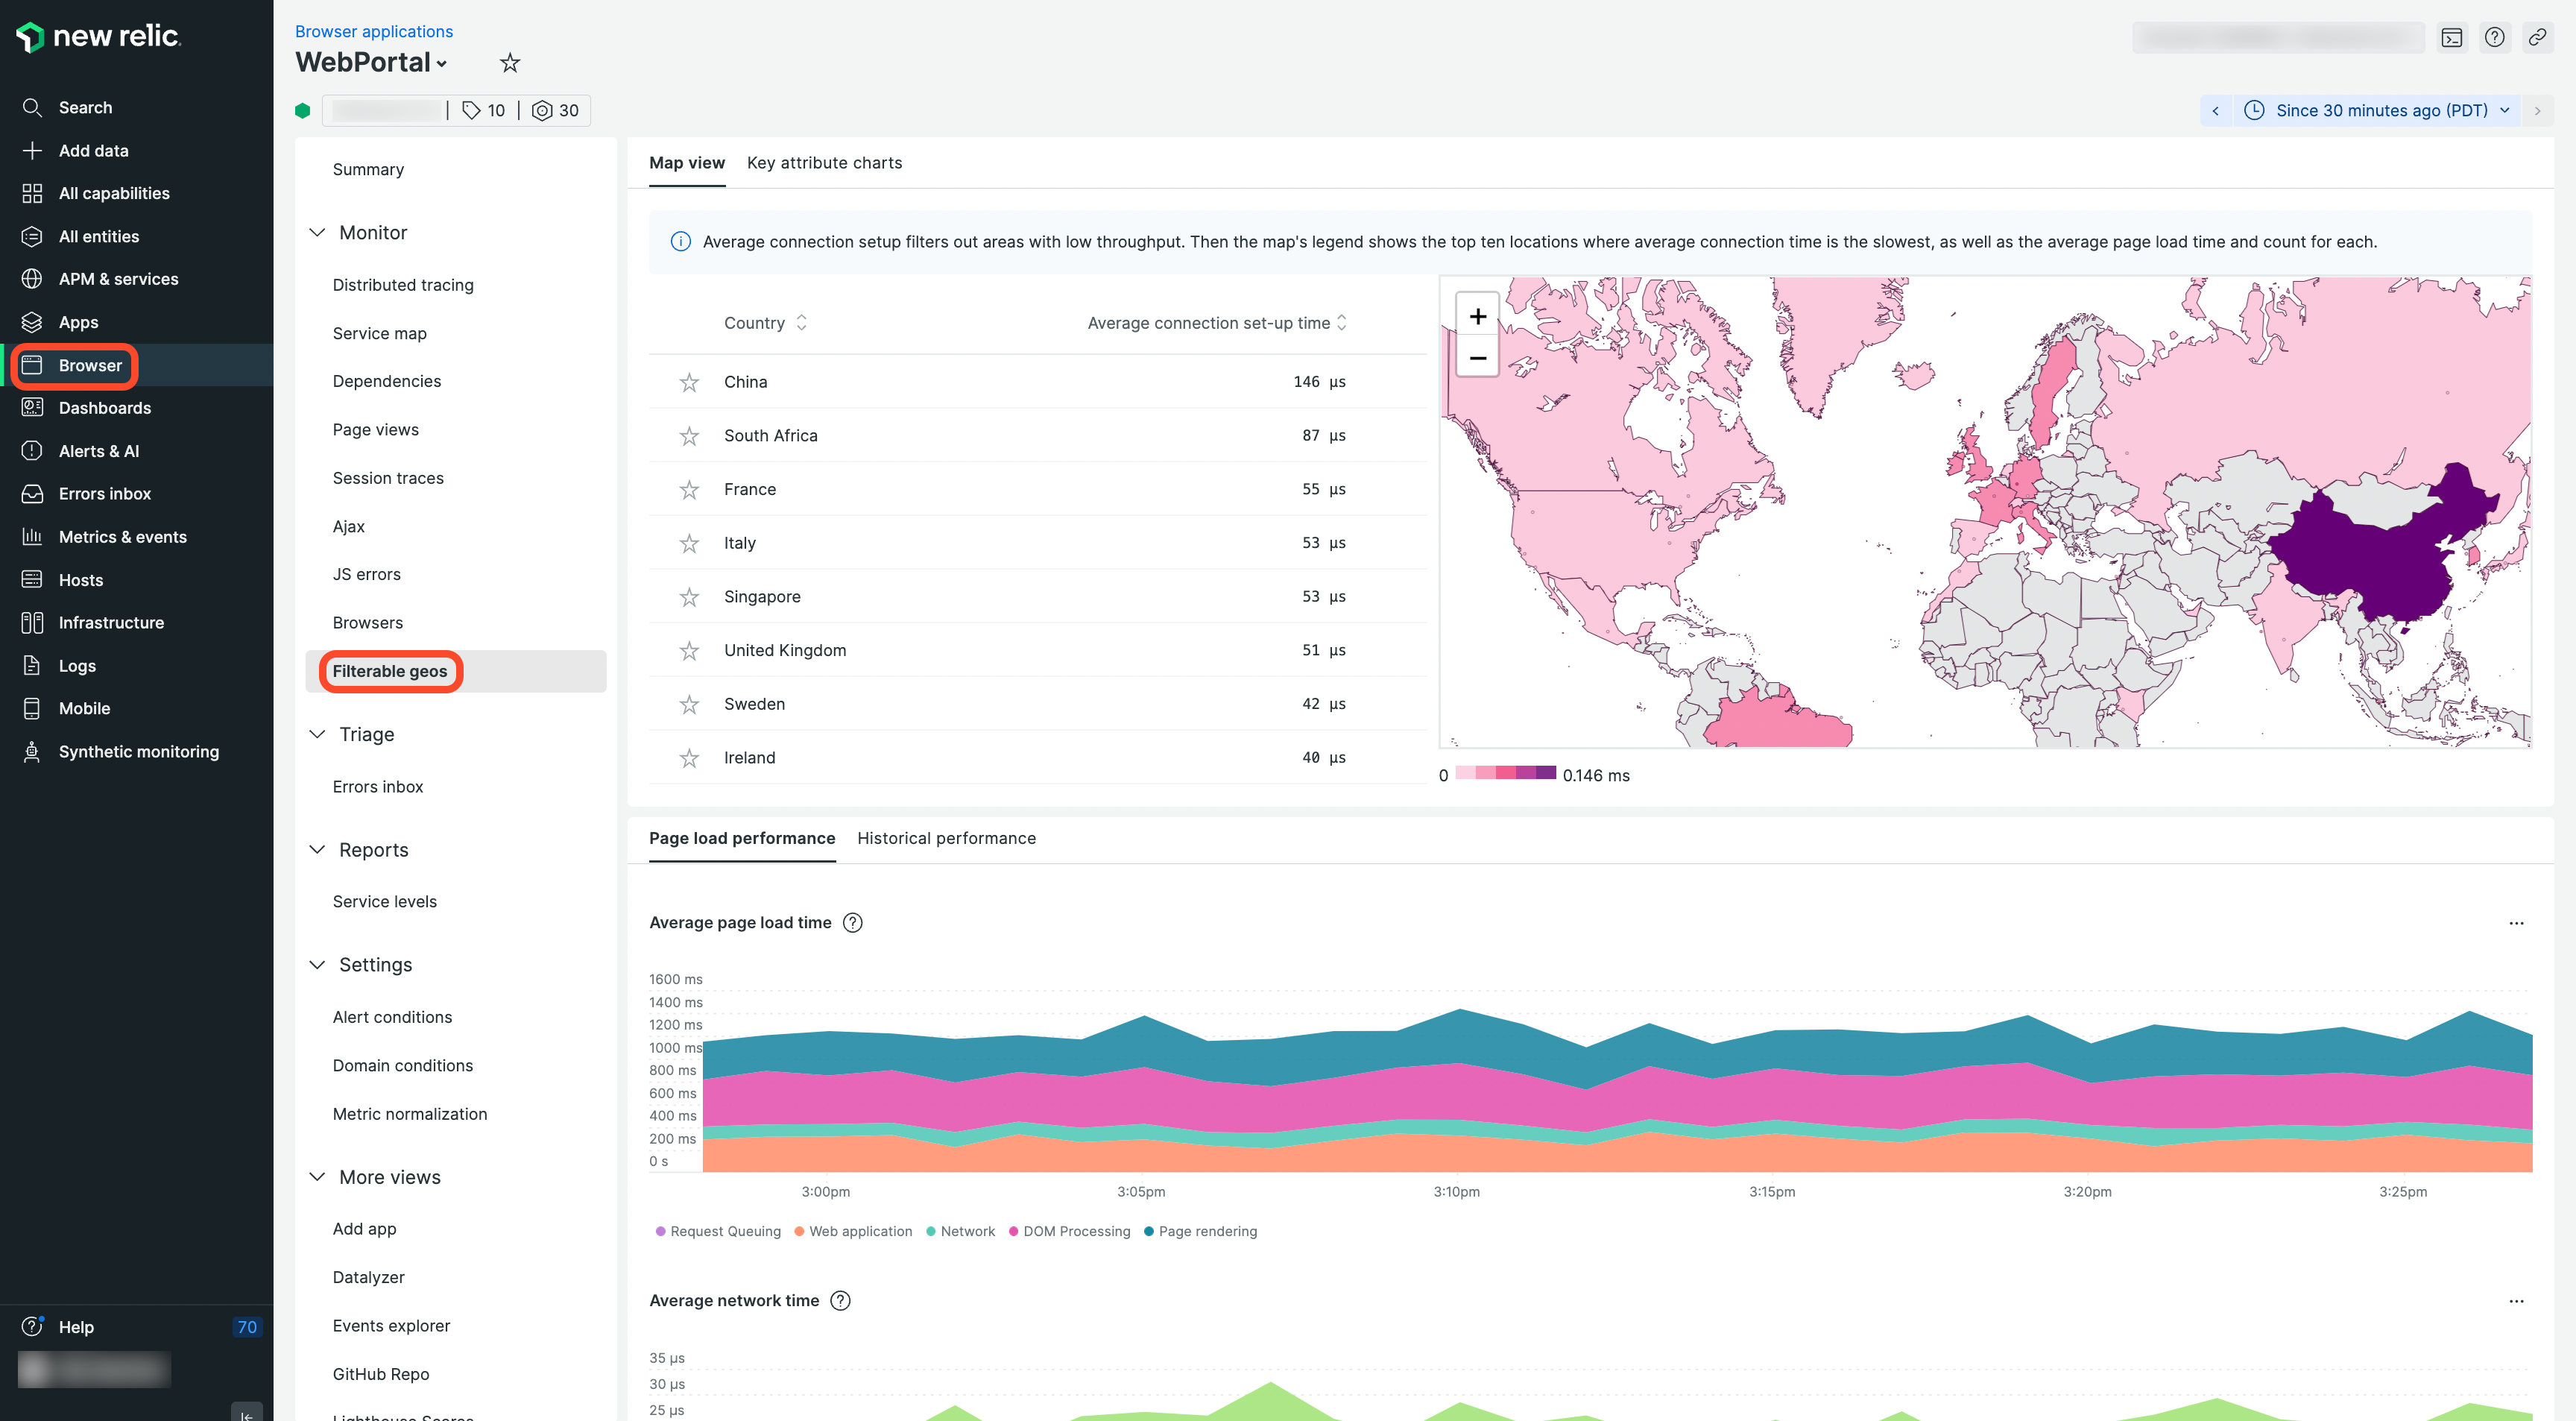 new relic
Search
Add data
All capabilities
All entities
APM & services
Apps
Browser
Dashboards
Alerts & AI
Errors inbox
Metrics & events
Hosts
Infrastructure
Logs
Mobile
Synthetic monitoring
Help 70
Browser applications
WebPortal
10 | 30
Since 30 minutes ago (PDT)
Summary
Monitor
Distributed tracing
Service map
Dependencies
Page views
Session traces
Ajax
JS errors
Browsers
Filterable geos
Triage
Errors inbox
Reports
Service levels
Settings
Alert conditions
Domain conditions
Metric normalization
More views
Add app
Datalyzer
Events explorer
GitHub Repo
Lighthouse Scores
Map view Key attribute charts
Average connection setup filters out areas with low throughput. Then the map's legend shows the top ten locations where average connection time is the slowest, as well as the average page load time and count for each.
Country Average connection set-up time
China 146 µs
South Africa 87 µs
France 55 µs
Italy 53 µs
Singapore 53 µs
United Kingdom 51 µs
Sweden 42 µs
Ireland 40 µs
+
−
0 0.146 ms
Page load performance Historical performance
Average page load time
1600 ms
1400 ms
1200 ms
1000 ms
800 ms
600 ms
400 ms
200 ms
0 s
3:00pm 3:05pm 3:10pm 3:15pm 3:20pm 3:25pm
Request Queuing Web application Network DOM Processing Page rendering
Average network time
35 µs
30 µs
25 µs